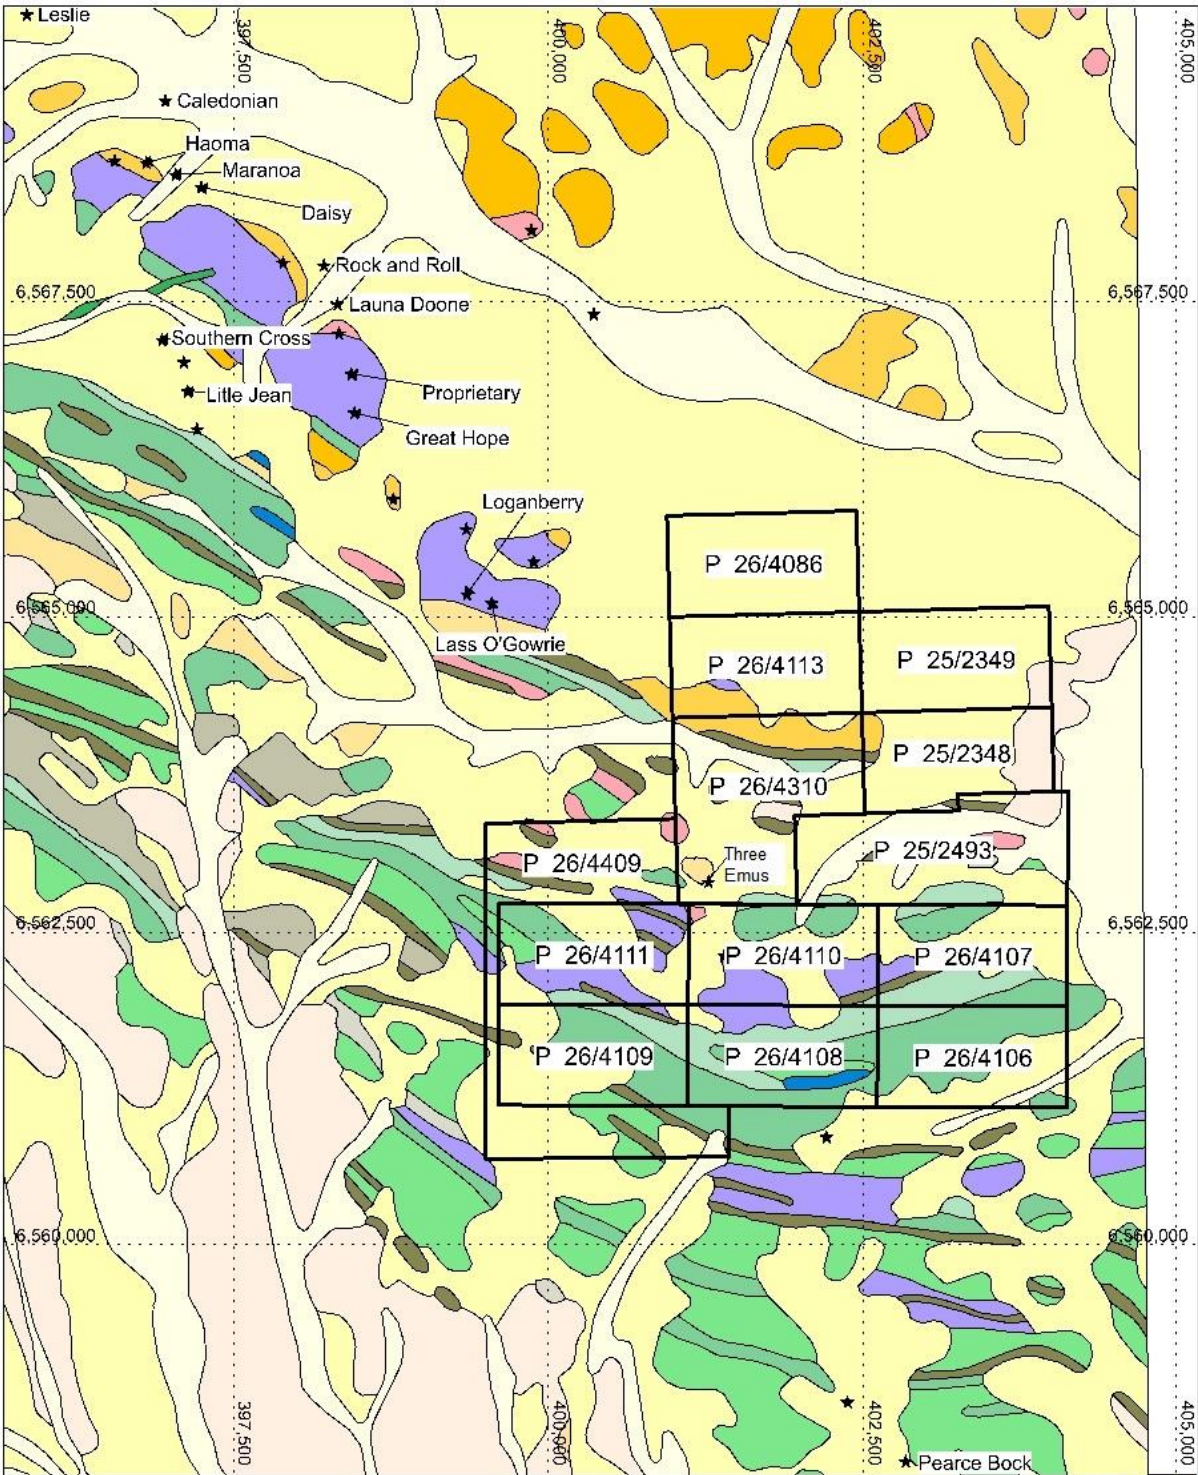 Leslie
397,500
400,000
402,500
405,000
Caledonian
Haoma
Maranoa
Daisy
Rock and Roll
6,567,500
Launa Doone
6,567,500
Southern Cross
Litle Jean
Proprietary
Great Hope
Loganberry
P 26/4086
6,565,000
6,565,000
Lass O'Gowrie
P 26/4113
P 25/2349
P 25/2348
P 26/4310
P 26/4409
Three
Emus
P 25/2493
6,562,500
6,562,500
P 26/4111
P 26/4110
P 26/4107
P 26/4109
P 26/4108
P 26/4106
6,560,000
6,560,000
397,500
400,000
402,500
405,000
Pearce Bock